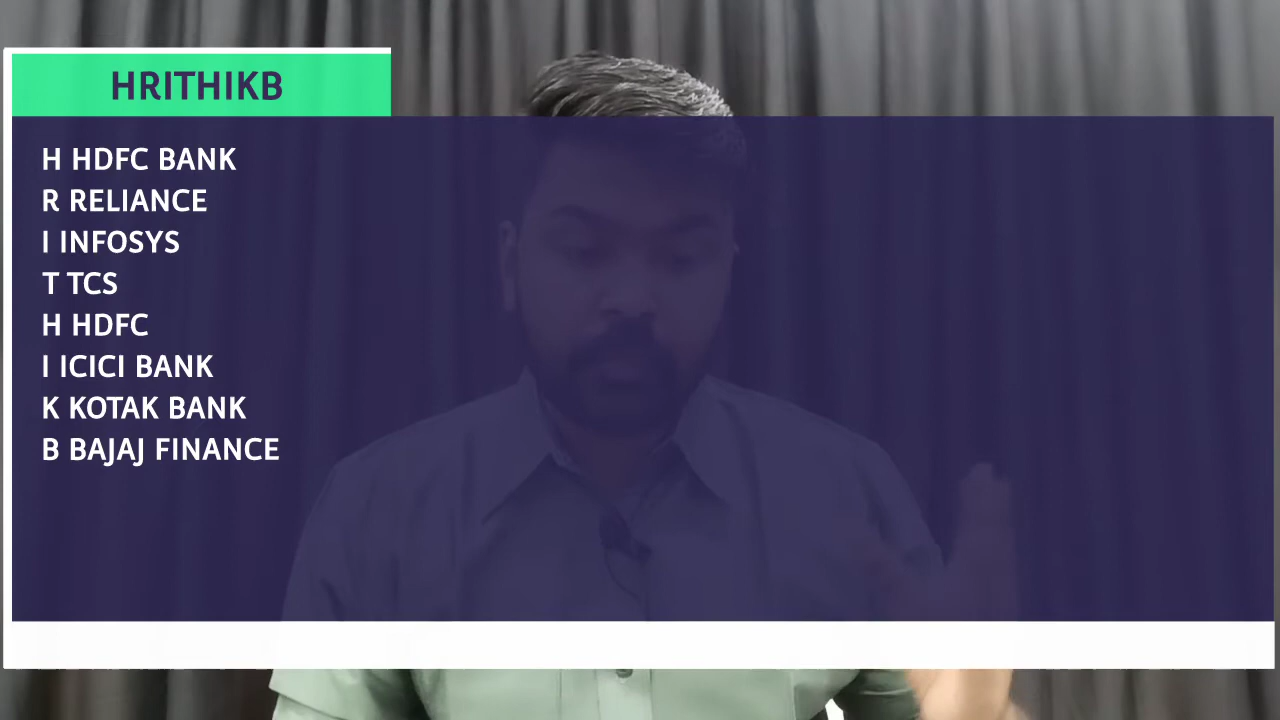 HRITHIKB
H HDFC BANK
R RELIANCE
I INFOSYS
T TCS
H HDFC
I ICICI BANK
K KOTAK BANK
B BAJAJ FINANCE